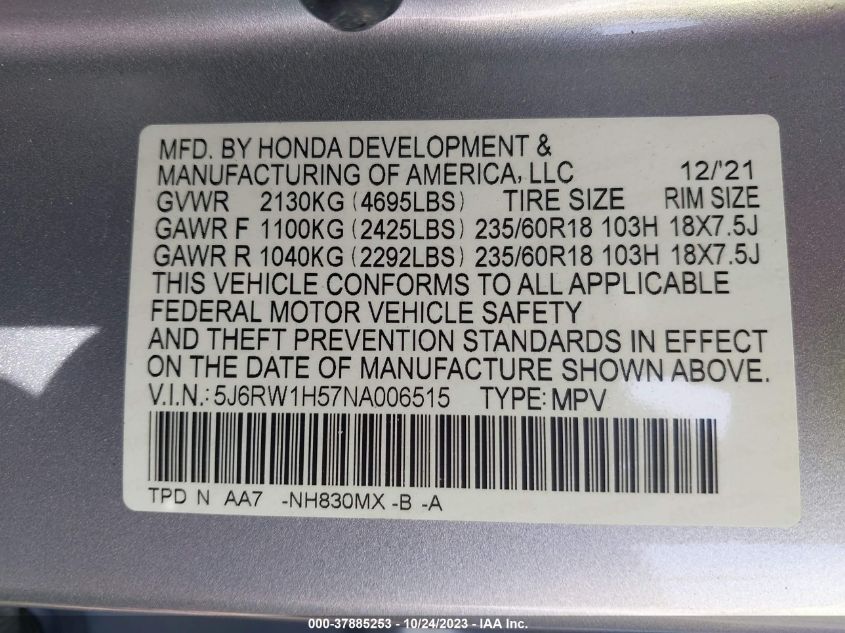 MFD. BY HONDA DEVELOPMENT &
MANUFACTURING OF AMERICA, LLC 12/'21
GVWR 2130KG (4695LBS) TIRE SIZE RIM SIZE
GAWR F 1100KG (2425LBS) 235/60R18 103H 18X7.5J
GAWR R 1040KG (2292LBS) 235/60R18 103H 18X7.5J
THIS VEHICLE CONFORMS TO ALL APPLICABLE
FEDERAL MOTOR VEHICLE SAFETY
AND THEFT PREVENTION STANDARDS IN EFFECT
ON THE DATE OF MANUFACTURE SHOWN ABOVE.
V.I.N.: 5J6RW1H57NA006515 TYPE: MPV
TPD N AA7 -NH830MX -B -A
000-37885253 - 10/24/2023 - IAA Inc.